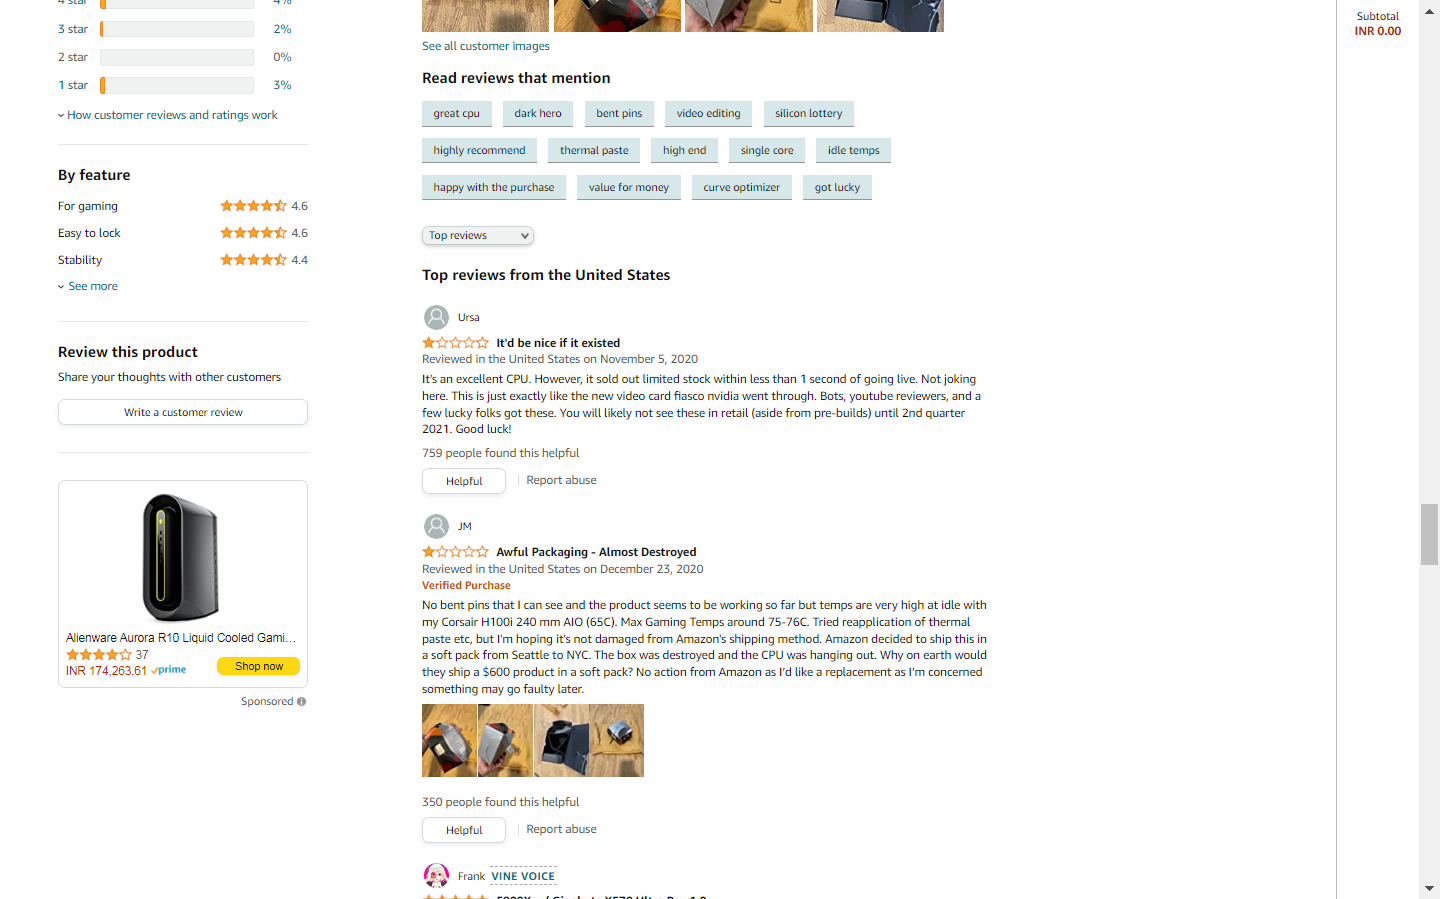 4 star 4%
3 star 2%
2 star 0%
1 star 3%
How customer reviews and ratings work
By feature
For gaming 4.6
Easy to lock 4.6
Stability 4.4
See more
Review this product
Share your thoughts with other customers
Write a customer review
Alienware Aurora R10 Liquid Cooled Gami...
37
INR 174,263.61 prime
Shop now
Sponsored
See all customer images
Read reviews that mention
great cpu dark hero bent pins video editing silicon lottery
highly recommend thermal paste high end single core idle temps
happy with the purchase value for money curve optimizer got lucky
Top reviews
Top reviews from the United States
Ursa
It'd be nice if it existed
Reviewed in the United States on November 5, 2020
It's an excellent CPU. However, it sold out limited stock within less than 1 second of going live. Not joking
here. This is just exactly like the new video card fiasco nvidia went through. Bots, youtube reviewers, and a
few lucky folks got these. You will likely not see these in retail (aside from pre-builds) until 2nd quarter
2021. Good luck!
759 people found this helpful
Helpful Report abuse
JM
Awful Packaging - Almost Destroyed
Reviewed in the United States on December 23, 2020
Verified Purchase
No bent pins that I can see and the product seems to be working so far but temps are very high at idle with
my Corsair H100i 240 mm AIO (65C). Max Gaming Temps around 75-76C. Tried reapplication of thermal
paste etc, but I'm hoping it's not damaged from Amazon's shipping method. Amazon decided to ship this in
a soft pack from Seattle to NYC. The box was destroyed and the CPU was hanging out. Why on earth would
they ship a $600 product in a soft pack? No action from Amazon as I'd like a replacement as I'm concerned
something may go faulty later.
350 people found this helpful
Helpful Report abuse
Frank VINE VOICE
Subtotal
INR 0.00